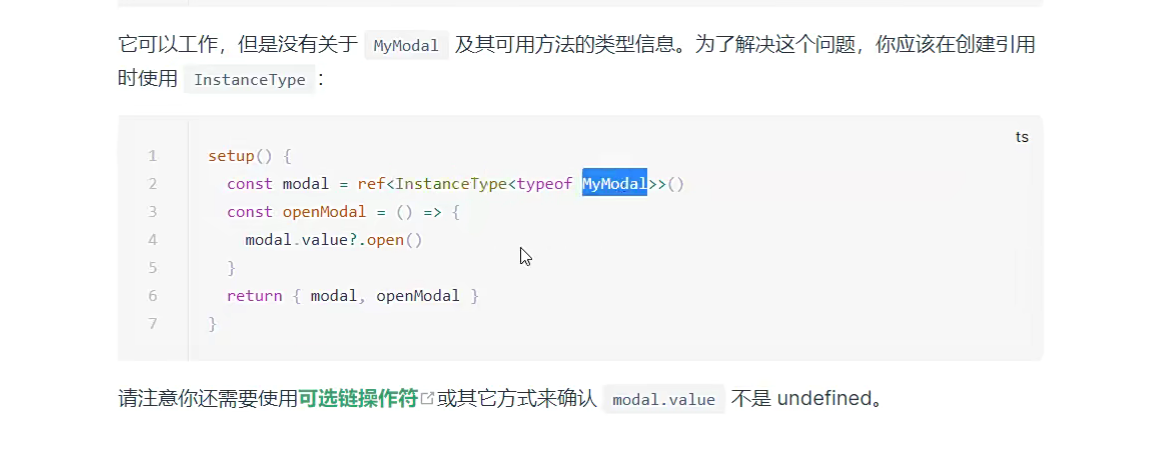 它可以工作，但是没有关于 MyModal 及其可用方法的类型信息。为了解决这个问题，你应该在创建引用
时使用 InstanceType：
ts
1 setup() {
2   const modal = ref<InstanceType<typeof MyModal>>()
3   const openModal = () => {
4     modal.value?.open()
5   }
6   return { modal, openModal }
7 }
请注意你还需要使用可选链操作符或其它方式来确认 modal.value 不是 undefined。